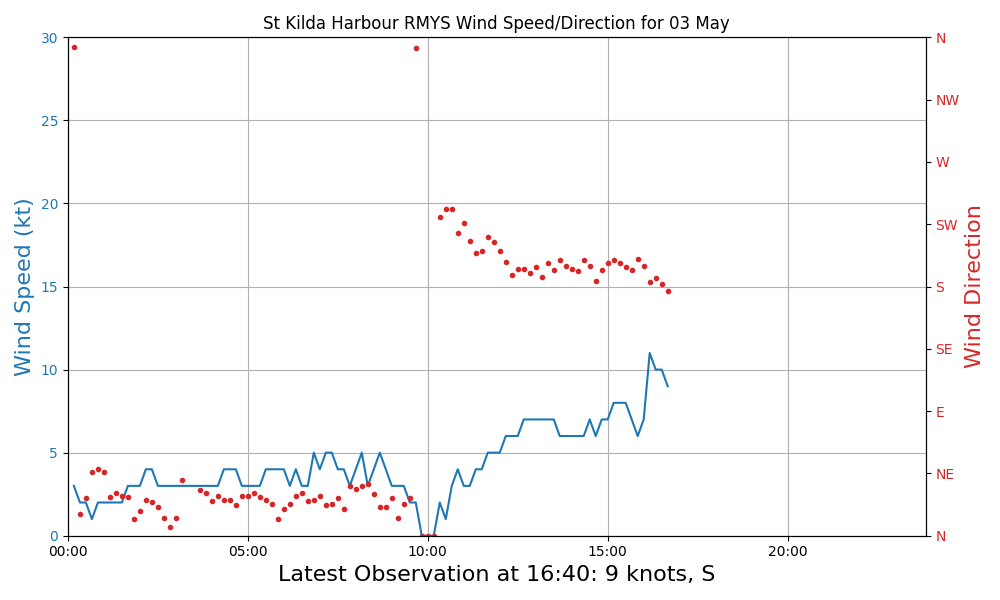 St Kilda Harbour RMYS Wind Speed/Direction for 03 May
30
25
20
15
10
5
0
Wind Speed (kt)
N
NW
W
SW
S
SE
E
NE
N
Wind Direction
00:00 05:00 10:00 15:00 20:00
Latest Observation at 16:40: 9 knots, S